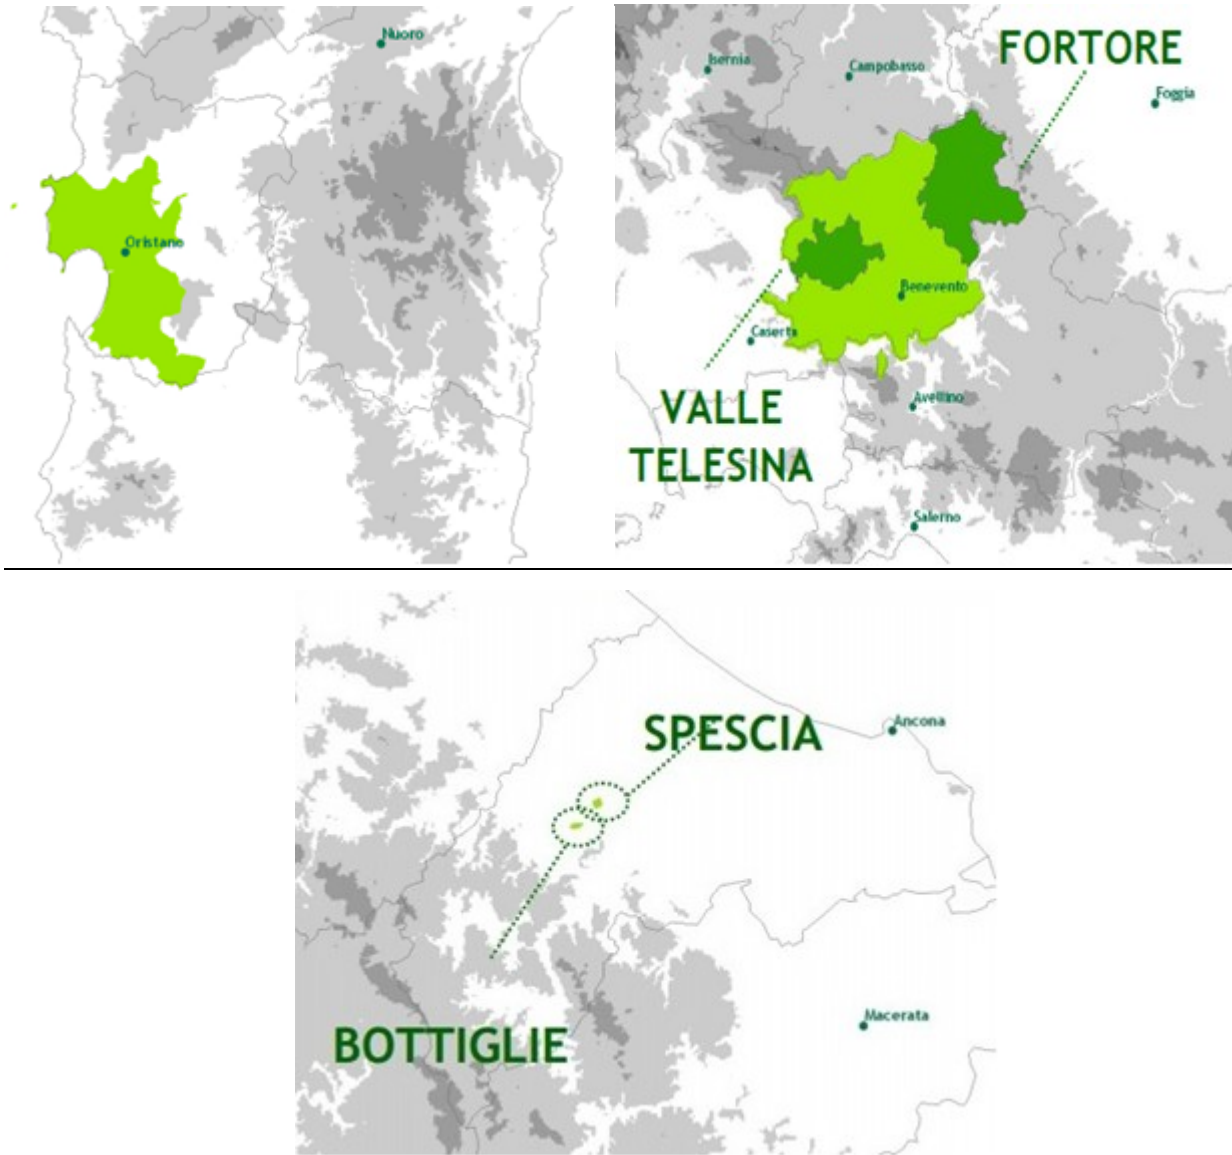 Nuoro
Oristano
FORTORE
Isernia
Campobasso
Foggia
Benevento
Caserta
VALLE
TELESINA
Avellino
Salerno
SPESCIA
Ancona
BOTTIGLIE
Macerata